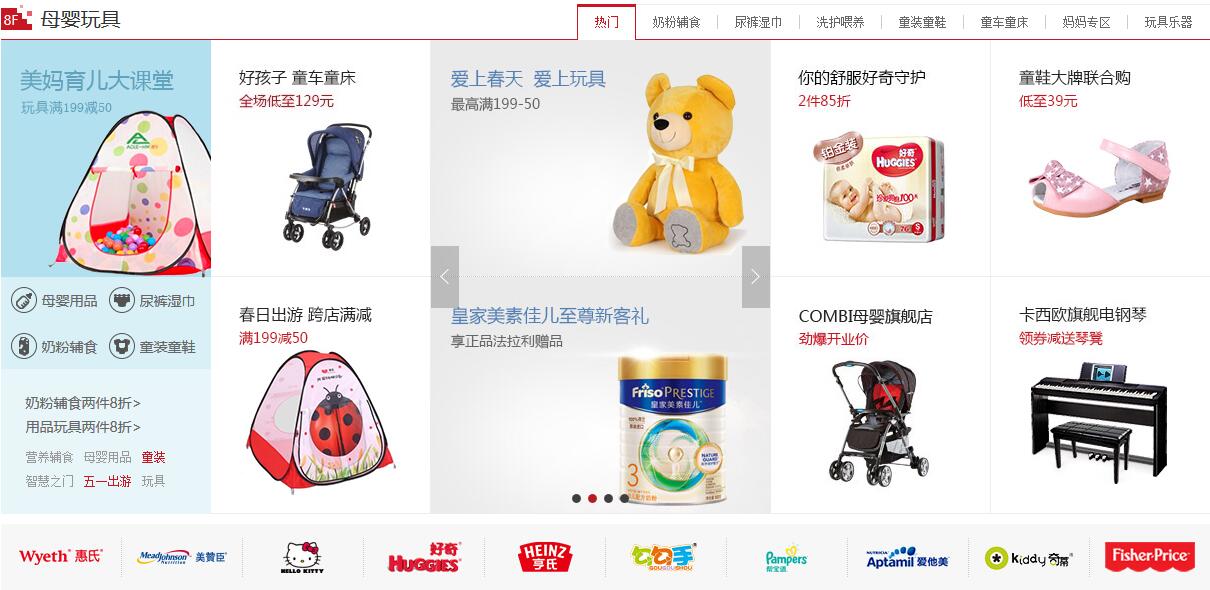 8F 母婴玩具
热门 奶粉辅食 尿裤湿巾 洗护喂养 童装童鞋 童车童床 妈妈专区 玩具乐器
美妈育儿大课堂
玩具满199减50
母婴用品 尿裤湿巾
奶粉辅食 童装童鞋
奶粉辅食两件8折>
用品玩具两件8折>
营养辅食 母婴用品 童装
智慧之门 五一出游 玩具
好孩子 童车童床
全场低至129元
爱上春天 爱上玩具
最高满199-50
你的舒服好奇守护
2件85折
铂金装
好奇
HUGGIES
童鞋大牌联合购
低至39元
春日出游 跨店满减
满199减50
皇家美素佳儿至尊新客礼
享正品法拉利赠品
Friso PRESTIGE
皇家美素佳儿
NATURE GUARD
3
COMBI母婴旗舰店
劲爆开业价
卡西欧旗舰电钢琴
领券减送琴凳
Wyeth 惠氏
MeadJohnson Nutrition 美赞臣
HELLO KITTY
好奇 HUGGIES
HEINZ 亨氏
勾勾手 GOUGOUSHOU
Pampers 帮宝适
NUTRICIA Aptamil 爱他美
Kiddy 奇蒂
Fisher-Price